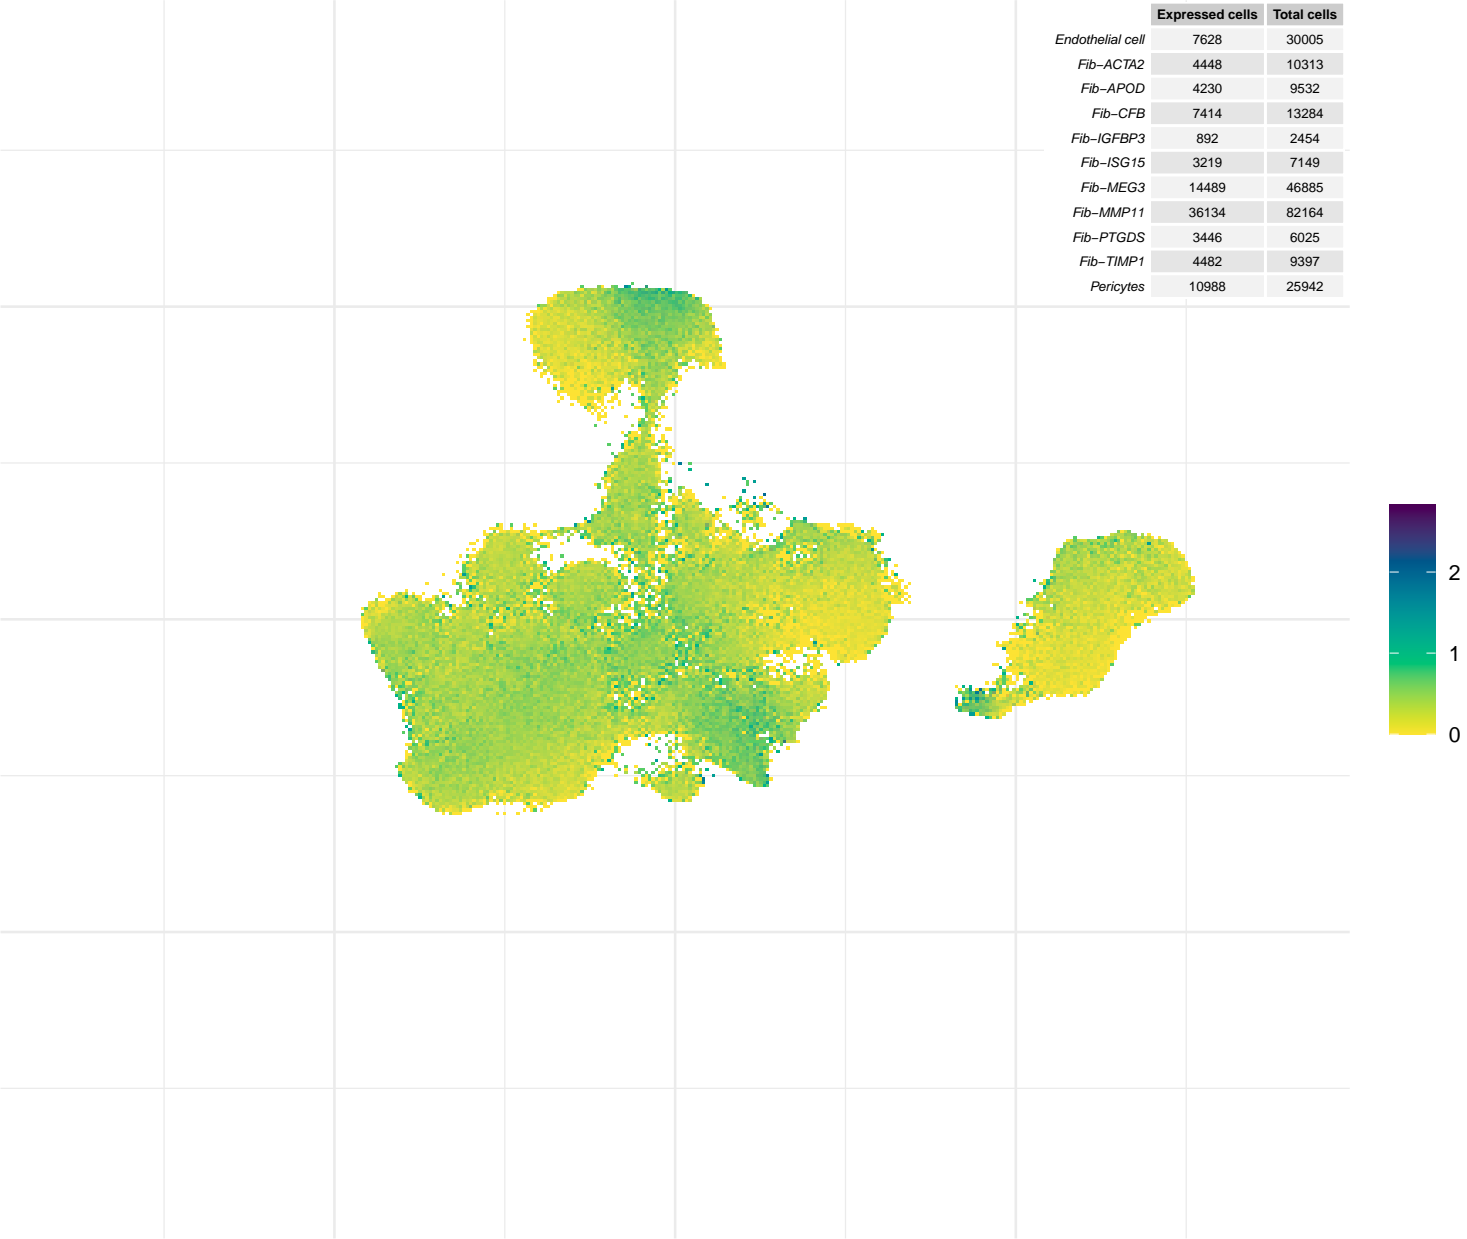 Expressed cells Total cells
Endothelial cell 7628 30005
Fib−ACTA2 4448 10313
Fib−APOD 4230 9532
Fib−CFB 7414 13284
Fib−IGFBP3 892 2454
Fib−ISG15 3219 7149
Fib−MEG3 14489 46885
Fib−MMP11 36134 82164
Fib−PTGDS 3446 6025
Fib−TIMP1 4482 9397
Pericytes 10988 25942
2
1
0